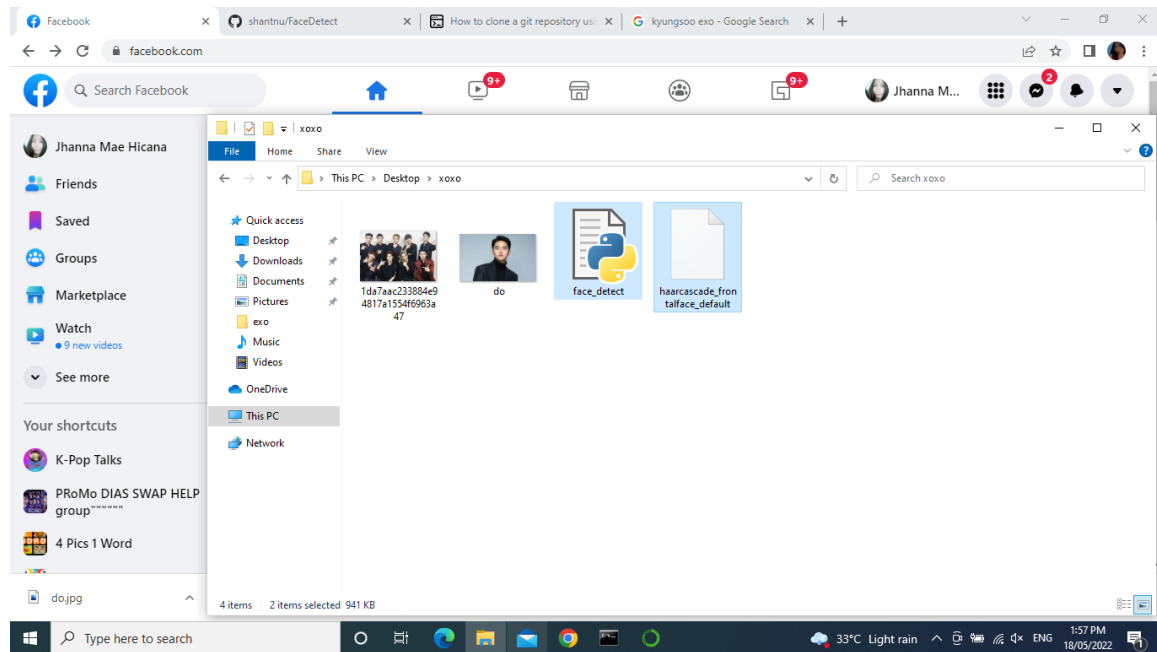 Facebook
shantnu/FaceDetect
How to clone a git repository usi
kyungsoo exo - Google Search
facebook.com
Search Facebook
9+
9+
Jhanna M...
2
Jhanna Mae Hicana
Friends
Saved
Groups
Marketplace
Watch
9 new videos
See more
Your shortcuts
K-Pop Talks
PRoMo DIAS SWAP HELP
group""""""
4 Pics 1 Word
xoxo
File Home Share View
This PC > Desktop > xoxo
Search xoxo
Quick access
Desktop
Downloads
Documents
Pictures
exo
Music
Videos
OneDrive
This PC
Network
1da7aac233884e9
4817a1554f6963a
47
do
face_detect
haarcascade_fron
talface_default
4 items 2 items selected 941 KB
do.jpg
Type here to search
33°C Light rain
ENG
1:57 PM
18/05/2022
1